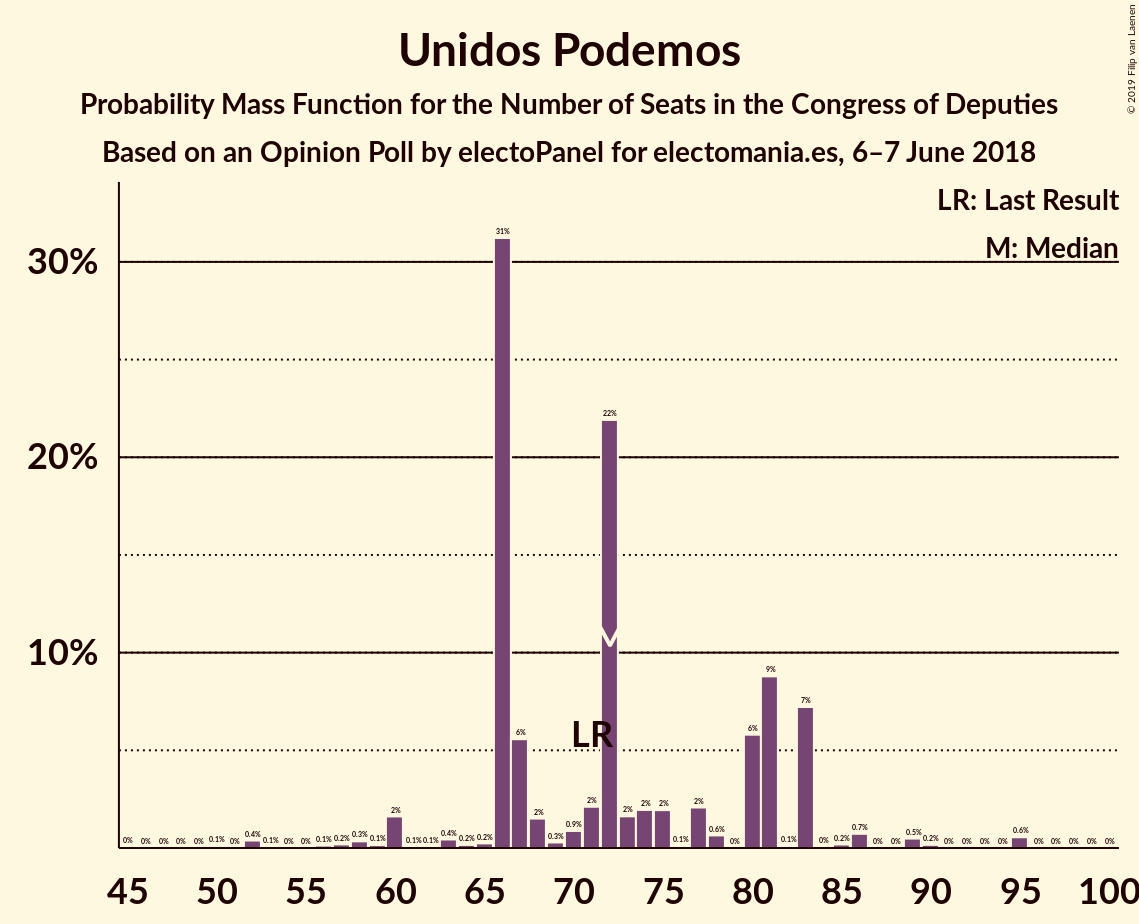 Unidos Podemos
Probability Mass Function for the Number of Seats in the Congress of Deputies
Based on an Opinion Poll by electoPanel for electomania.es, 6–7 June 2018
© 2019 Filip van Laenen
LR: Last Result
M: Median
30%
20%
10%
0% 0% 0% 0% 0% 0.1% 0% 0.4% 0.1% 0% 0% 0.1% 0.2% 0.3% 0.1% 2% 0.1% 0.1% 0.4% 0.2% 0.2% 31% 6% 2% 0.3% 0.9% 2% 22% 2% 2% 2% 0.1% 2% 0.6% 0% 6% 9% 0.1% 7% 0% 0.2% 0.7% 0% 0% 0.5% 0.2% 0% 0% 0% 0% 0.6% 0% 0% 0% 0% 0%
LR
45 50 55 60 65 70 75 80 85 90 95 100